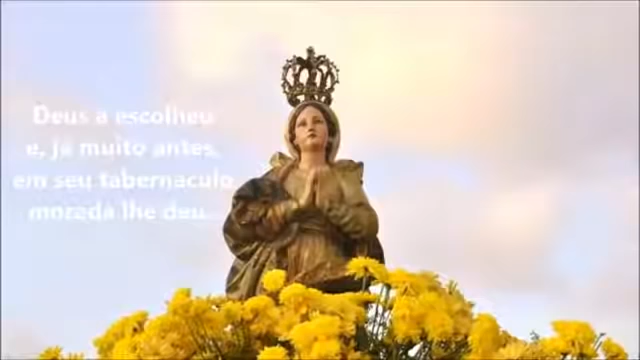 Deus a escolheu
e, já muito antes,
em seu tabernáculo
morada lhe deu.